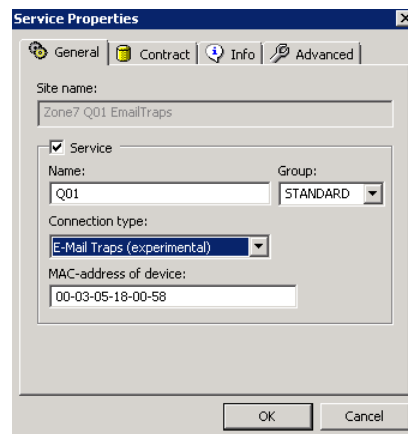 Service Properties
General Contract Info Advanced
Site name:
Zone7 Q01 EmailTraps
Service
Name: Group:
Q01 STANDARD
Connection type:
E-Mail Traps (experimental)
MAC-address of device:
00-03-05-18-00-58
OK Cancel